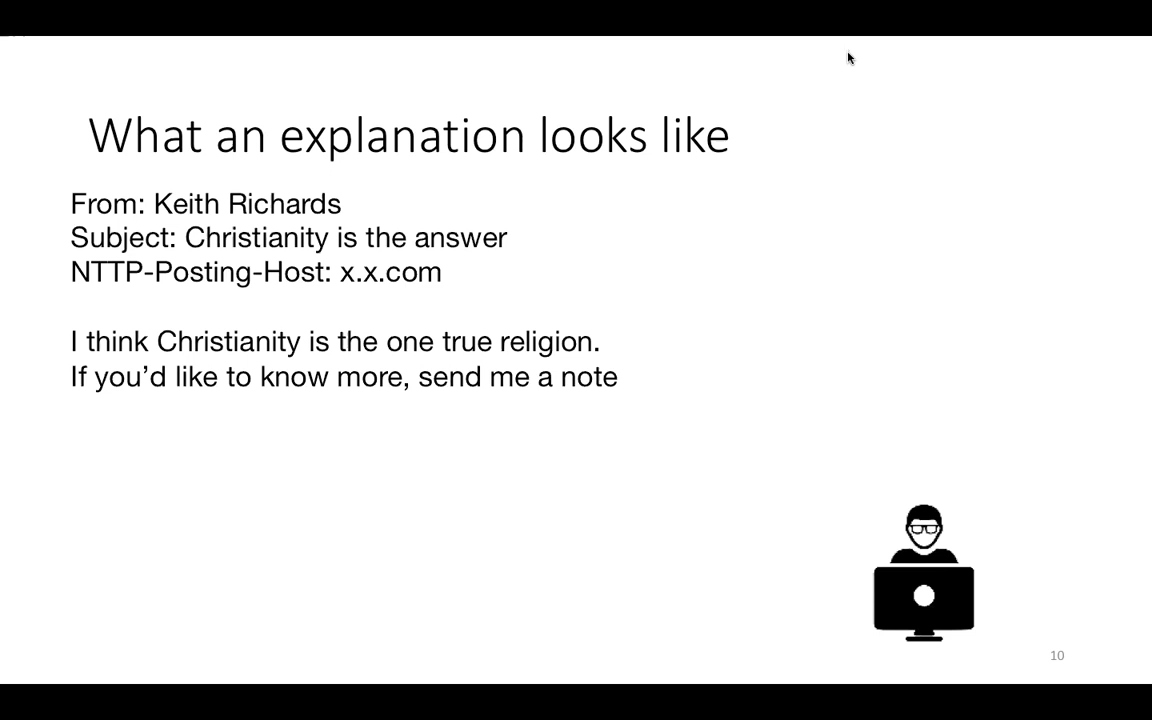 What an explanation looks like
From: Keith Richards
Subject: Christianity is the answer
NTTP-Posting-Host: x.x.com
I think Christianity is the one true religion.
If you’d like to know more, send me a note
10